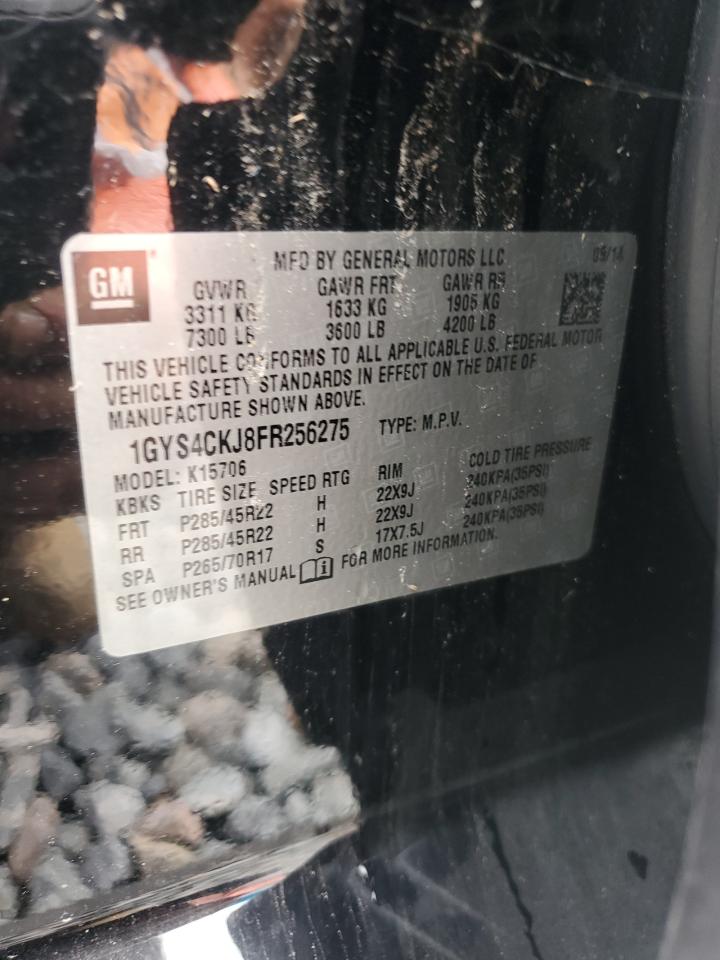 GM
MFD BY GENERAL MOTORS LLC 05/14
GVWR GAWR FRT GAWR RR
3311 KG 1633 KG 1905 KG
7300 LB 3600 LB 4200 LB
THIS VEHICLE CONFORMS TO ALL APPLICABLE U.S. FEDERAL MOTOR
VEHICLE SAFETY STANDARDS IN EFFECT ON THE DATE OF
MANUFACTURE SHOWN ABOVE.
1GYS4CKJ8FR256275 TYPE: M.P.V.
MODEL: K15706
KBKS TIRE SIZE SPEED RTG RIM COLD TIRE PRESSURE
FRT P285/45R22 H 22X9J 240KPA(35PSI)
RR P285/45R22 H 22X9J 240KPA(35PSI)
SPA P265/70R17 S 17X7.5J 240KPA(35PSI)
SEE OWNER'S MANUAL FOR MORE INFORMATION.